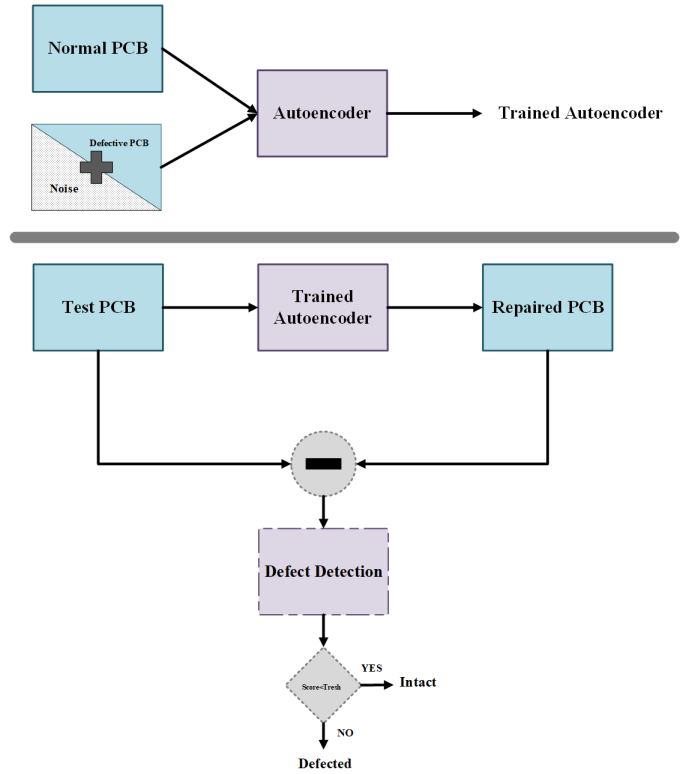 Normal PCB
Defective PCB
Noise
Autoencoder
Trained Autoencoder
Test PCB
Trained
Autoencoder
Repaired PCB
Defect Detection
Score<Tresh
YES
Intact
NO
Defected